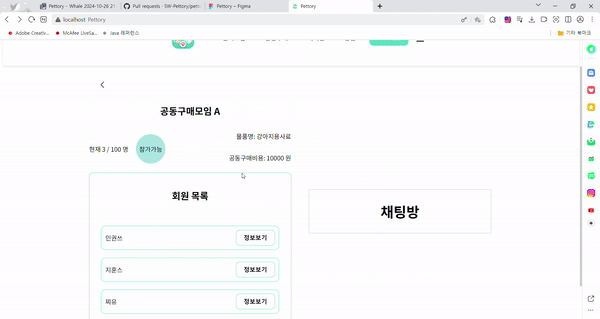 Pettory - Whale 2024-10-26 21
Pull requests · SW-Pettory/pett
Pettory – Figma
Pettory
localhost Pettory
Adobe Creativ...
McAfee LiveSa...
Java 레퍼런스
기타 북마크
공동구매모임 A
물품명: 강아지용사료
현재 3 / 100 명
참가가능
공동구매비용: 10000 원
회원 목록
채팅방
인권쓰
정보보기
지훈스
정보보기
찌유
정보보기